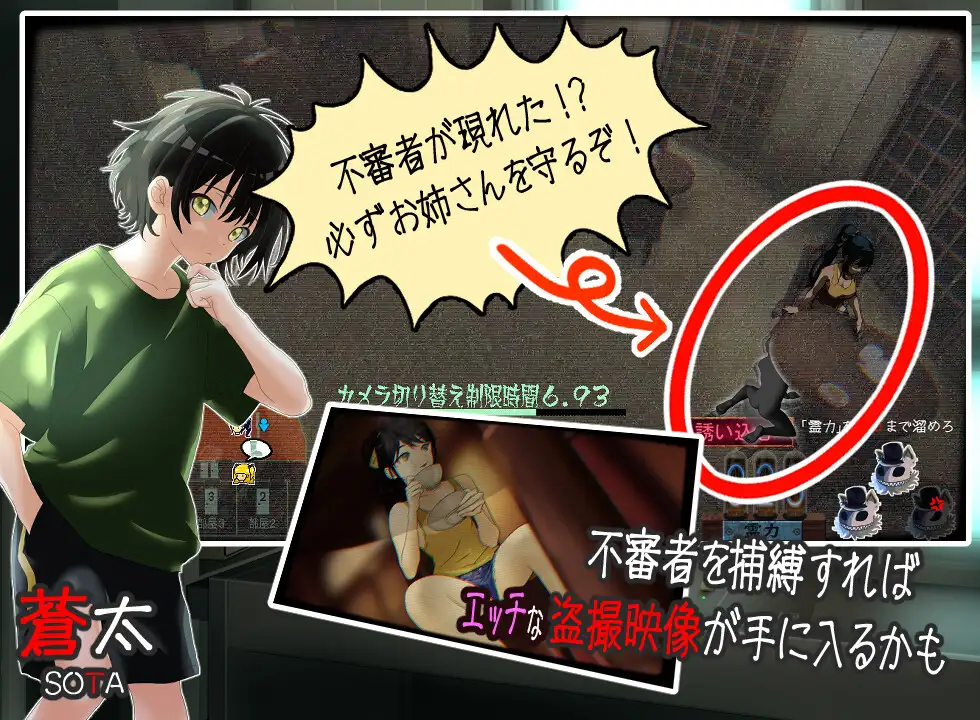 不審者が現れた！?
必ずお姉さんを守るぞ！
カメラ切り替え制限時間6.93
誘い込
「霊力」
まで溜めろ
3
2
部屋3
部屋2
霊力
不審者を捕縛すれば
エッチな盗撮映像が手に入るかも
蒼太
SOTA